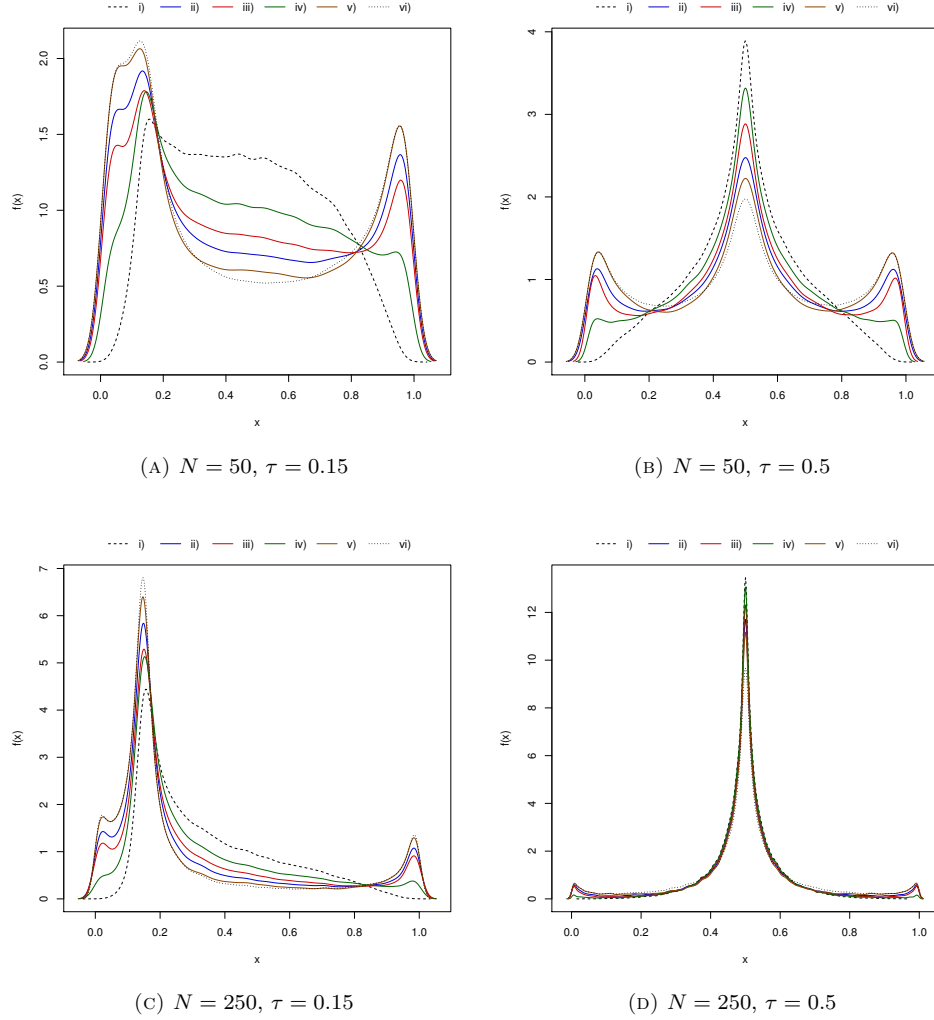 i) ii) iii) iv) v) vi)
i) ii) iii) iv) v) vi)
f(x)
0.0 0.5 1.0 1.5 2.0
0.0 0.2 0.4 0.6 0.8 1.0
x
f(x)
0 1 2 3 4
0.0 0.2 0.4 0.6 0.8 1.0
x
(A) N = 50, τ = 0.15
(B) N = 50, τ = 0.5
i) ii) iii) iv) v) vi)
i) ii) iii) iv) v) vi)
f(x)
0 1 2 3 4 5 6 7
0.0 0.2 0.4 0.6 0.8 1.0
x
f(x)
0 2 4 6 8 10 12
0.0 0.2 0.4 0.6 0.8 1.0
x
(C) N = 250, τ = 0.15
(D) N = 250, τ = 0.5